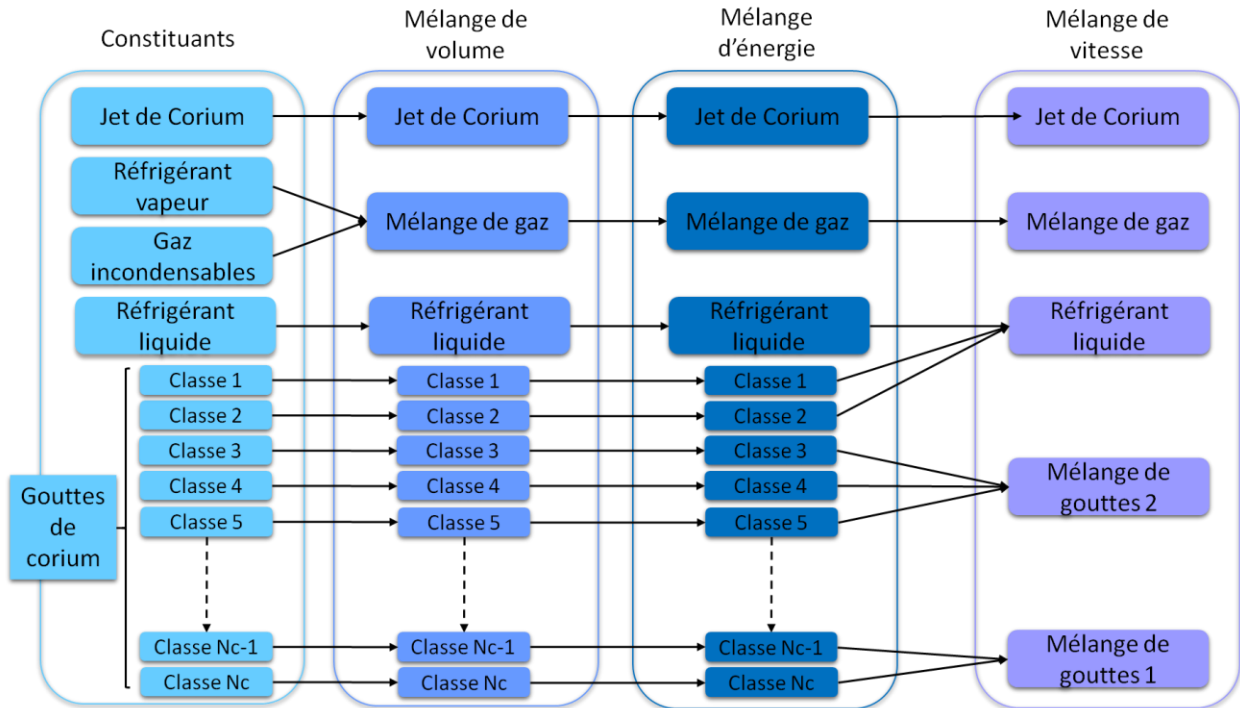 Constituants
Mélange de
volume
Mélange
d'énergie
Mélange de
vitesse
Jet de Corium
Jet de Corium
Jet de Corium
Jet de Corium
Réfrigérant
vapeur
Gaz
incondensables
Mélange de gaz
Mélange de gaz
Mélange de gaz
Réfrigérant
liquide
Réfrigérant
liquide
Réfrigérant
liquide
Réfrigérant
liquide
Gouttes
de
corium
Classe 1
Classe 1
Classe 1
Classe 2
Classe 2
Classe 2
Classe 3
Classe 3
Classe 3
Classe 4
Classe 4
Classe 4
Classe 5
Classe 5
Classe 5
Mélange de
gouttes 2
Classe Nc-1
Classe Nc-1
Classe Nc-1
Classe Nc
Classe Nc
Classe Nc
Mélange de
gouttes 1